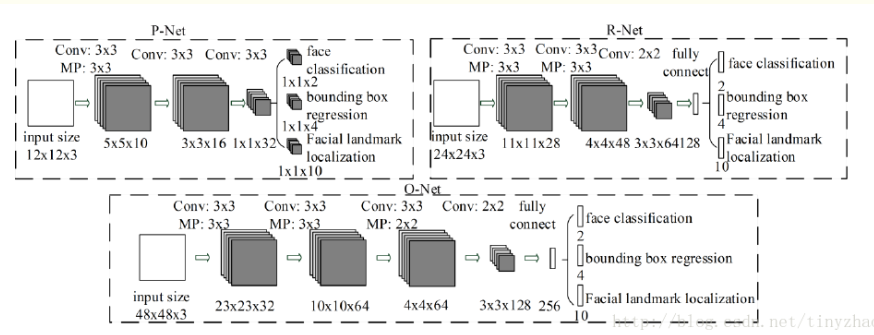 P-Net
Conv: 3x3 Conv: 3x3 Conv: 3x3
MP: 3x3
face
classification
1x1x2
bounding box
regression
1x1x4
Facial landmark
localization
1x1x10
input size
12x12x3
5x5x10
3x3x16
1x1x32
R-Net
Conv: 3x3 Conv: 3x3 Conv: 2x2 fully
MP: 3x3 MP: 3x3 connect
face classification
2
bounding box
regression
4
Facial landmark
localization
10
input size
24x24x3
11x11x28
4x4x48
3x3x64
128
O-Net
Conv: 3x3 Conv: 3x3 Conv: 3x3 Conv: 2x2 fully
MP: 3x3 MP: 3x3 MP: 2x2 connect
face classification
2
bounding box regression
4
Facial landmark localization
10
input size
48x48x3
23x23x32
10x10x64
4x4x64
3x3x128
256
http://blog.csdn.net/tinyzhao